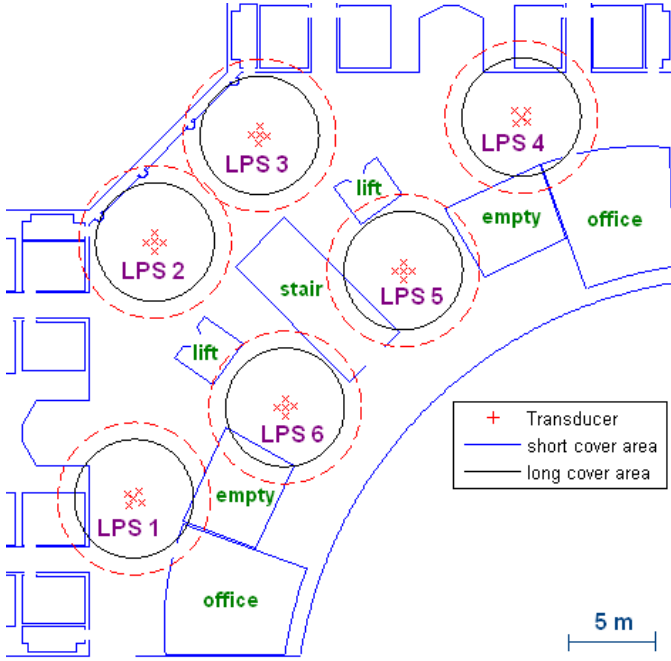 LPS 3
LPS 4
lift
empty
office
LPS 2
stair
LPS 5
lift
LPS 6
Transducer
short cover area
long cover area
empty
LPS 1
office
5 m